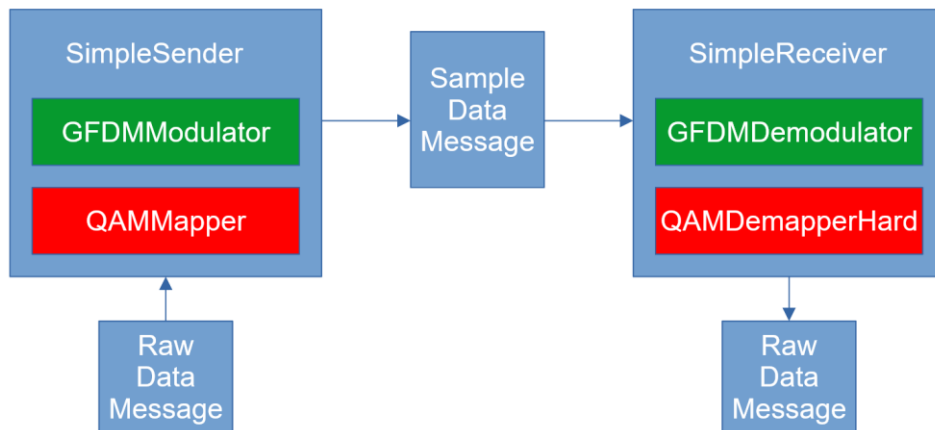 SimpleSender
GFDMModulator
QAMMapper
Raw
Data
Message
Sample
Data
Message
SimpleReceiver
GFDMDemodulator
QAMDemapperHard
Raw
Data
Message